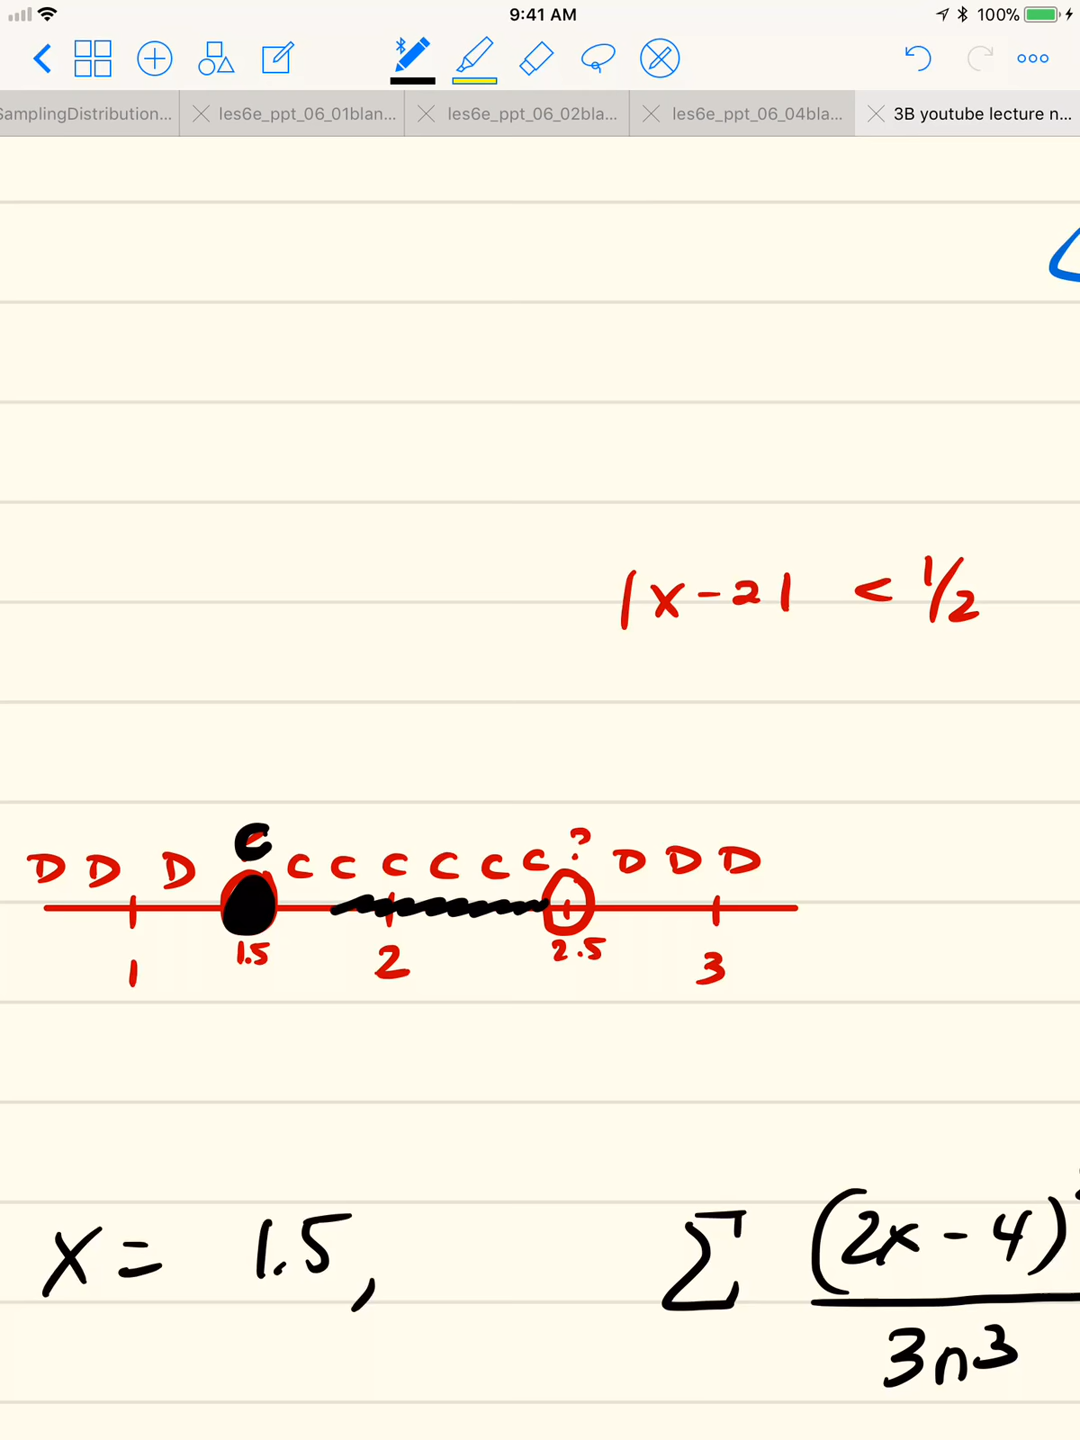 9:41 AM
100%
SamplingDistribution... les6e_ppt_06_01blan... les6e_ppt_06_02bla... les6e_ppt_06_04bla... 3B youtube lecture n...
|x-2| < 1/2
D D D C C C C C C C ? D D D
1 1.5 2 2.5 3
x = 1.5, Σ (2x-4)
3n³